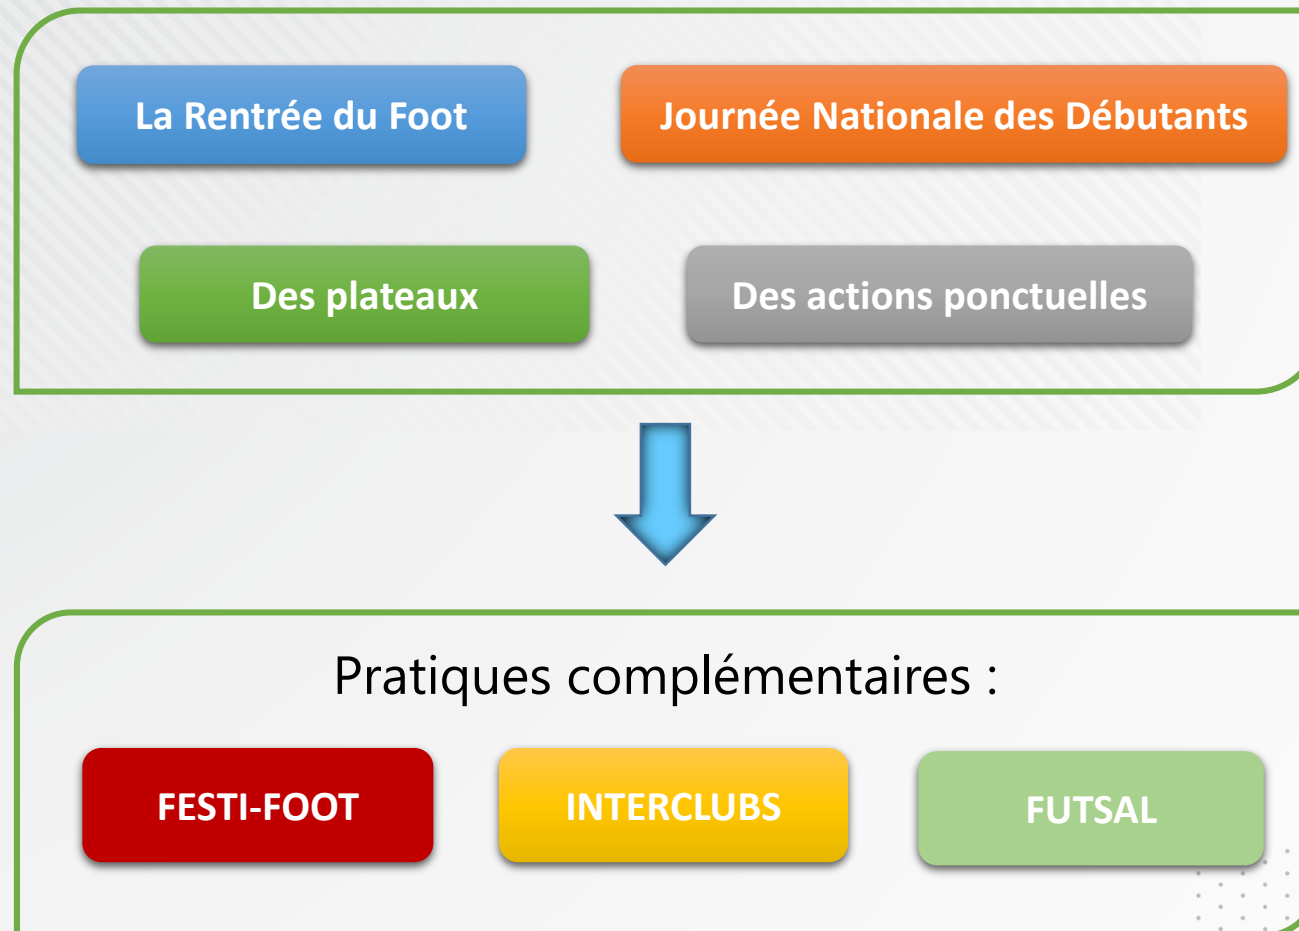 La Rentrée du Foot
Journée Nationale des Débutants
Des plateaux
Des actions ponctuelles
Pratiques complémentaires :
FESTI-FOOT
INTERCLUBS
FUTSAL